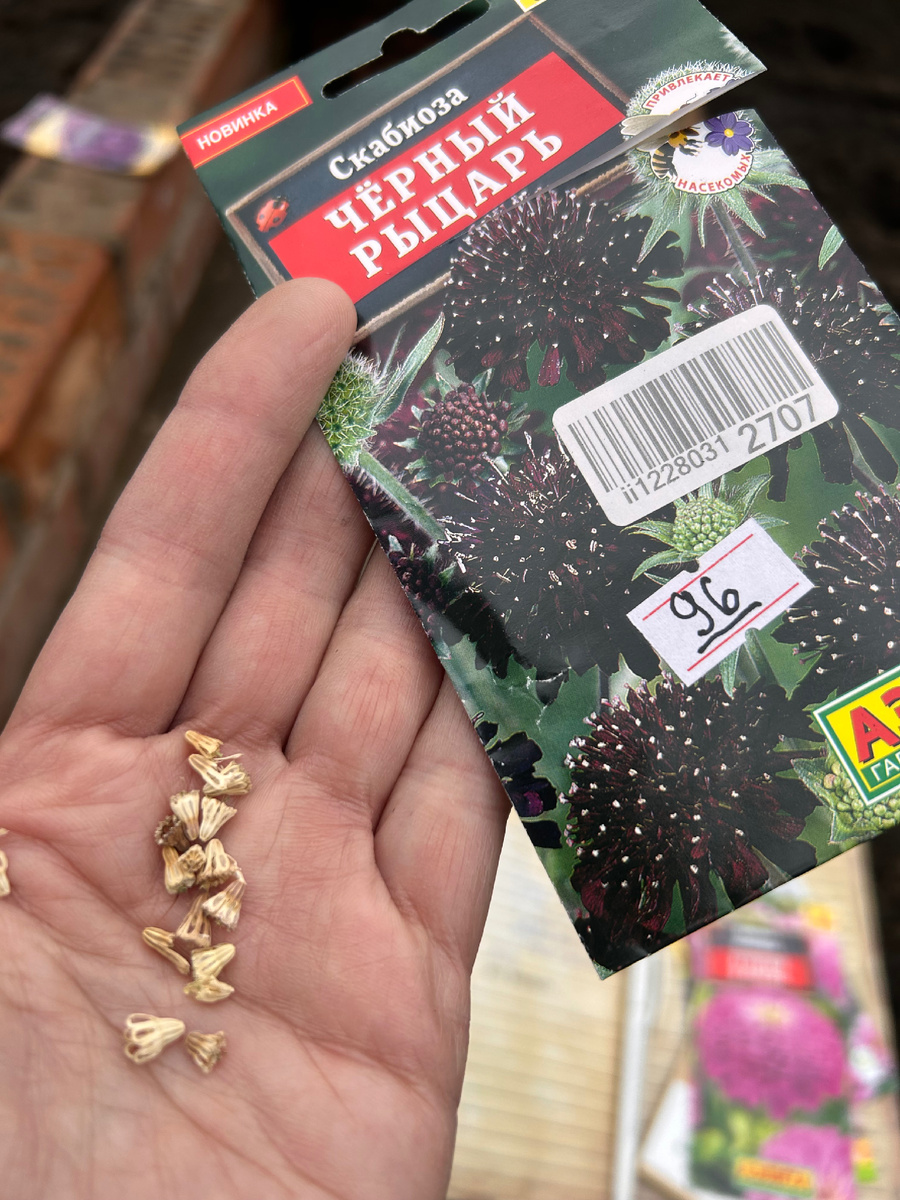 НОВИНКА
Скабиоза
ЧЁРНЫЙ
РЫЦАРЬ
ПРИВЛЕКАЕТ
НАСЕКОМЫХ
ii1228031 2707
96